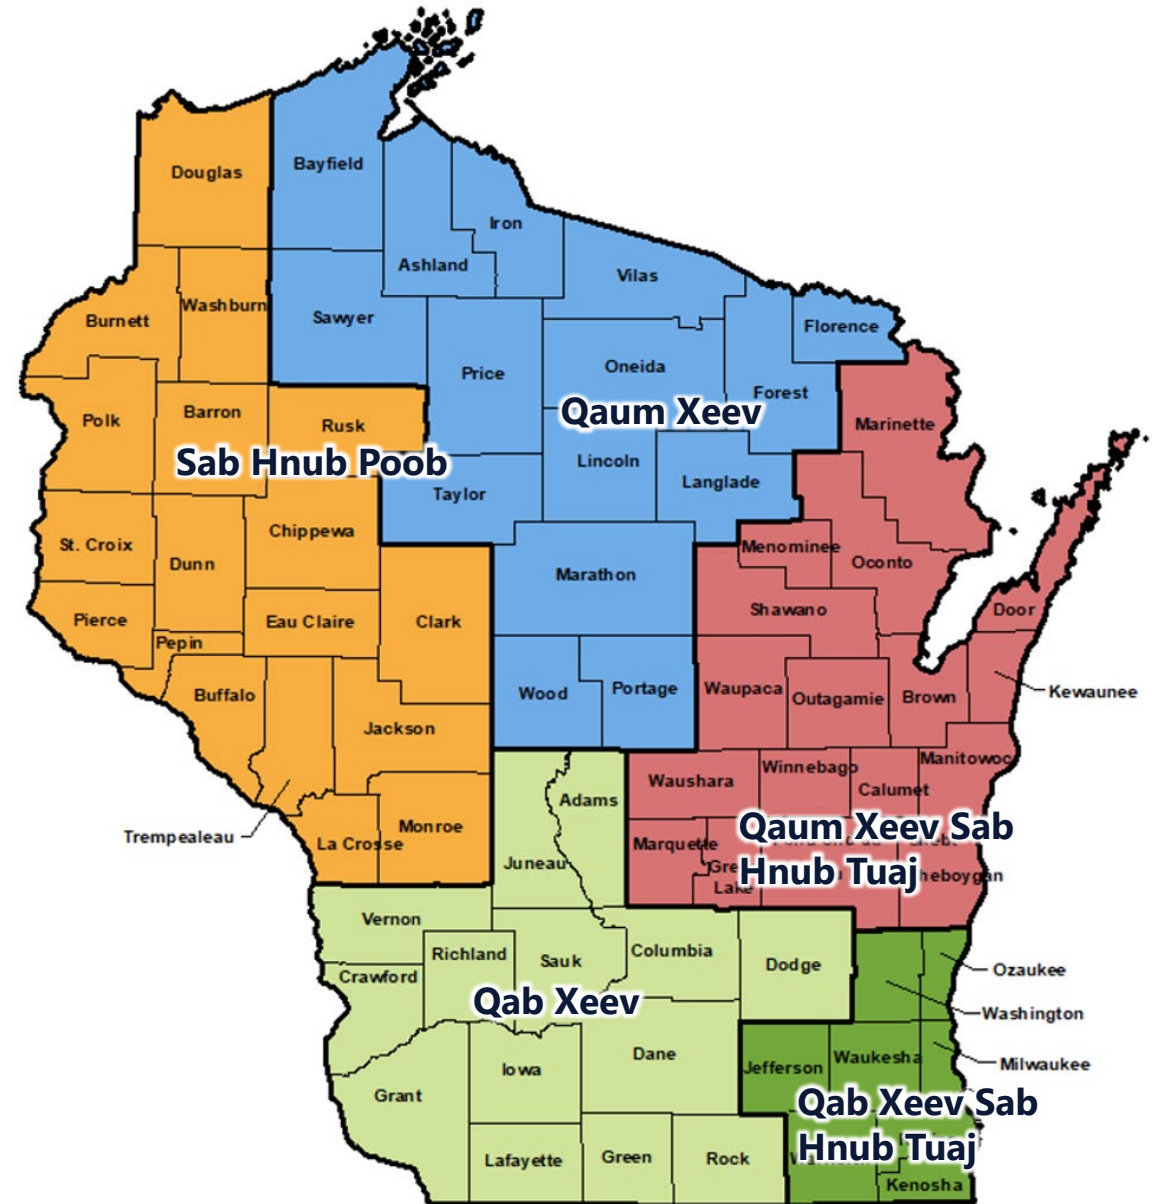 Douglas
Bayfield
Iron
Ashland
Vilas
Washburn
Burnett
Sawyer
Florence
Price
Oneida
Forest
Barron
Polk
Rusk
Qaum Xeev
Marinette
Sab Hnub Poob
Lincoln
Langlade
Taylor
Chippewa
St. Croix
Dunn
Menominee
Oconto
Marathon
Pierce
Eau Claire
Clark
Shawano
Door
Pepin
Buffalo
Wood
Portage
Waupaca
Outagamie
Brown
Kewaunee
Jackson
Manitowoc
Winnebago
Waushara
Calumet
Adams
Trempealeau
La Crosse
Monroe
Marquette
Qaum Xeev Sab
Hnub Tuaj
Juneau
Lake
Vernon
Richland
Sauk
Columbia
Dodge
Crawford
Ozaukee
Qab Xeev
Washington
Dane
Iowa
Jefferson
Waukesha
Milwaukee
Grant
Qab Xeev Sab
Hnub Tuaj
Lafayette
Green
Rock
Kenosha